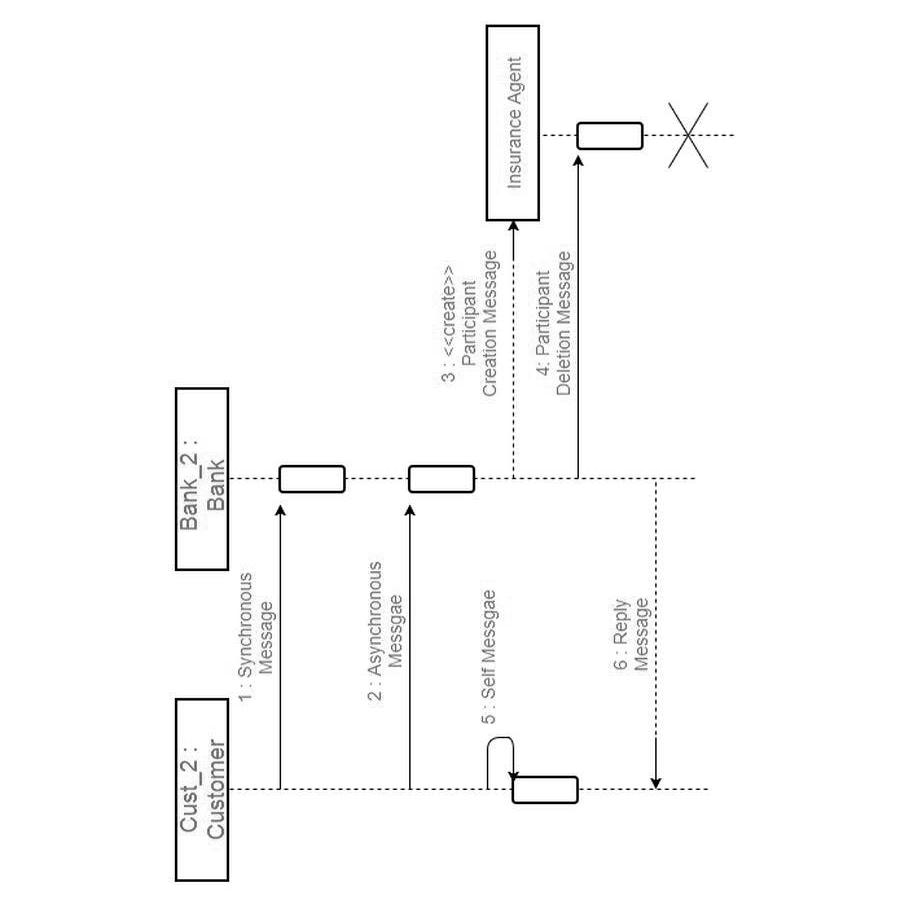 Cust_2 :
Customer
Bank_2 :
Bank
Insurance Agent
1 : Synchronous
Message
2 : Asynchronous
Messgae
3 : <<create>>
Participant
Creation Message
4: Participant
Deletion Message
5 : Self Messgae
6 : Reply
Message